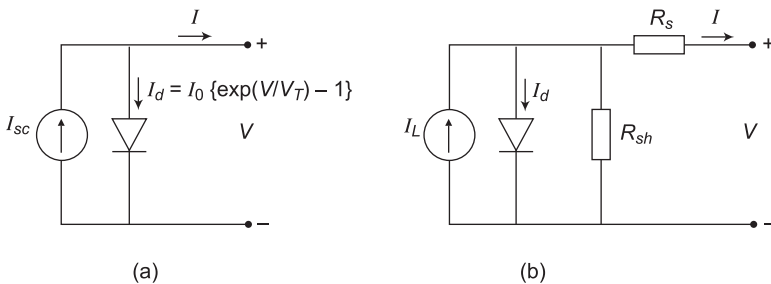 I
+
I_d = I_0 {exp(V/V_T) – 1}
I_sc
V
–
(a)
R_s
I
+
I_d
I_L
R_sh
V
–
(b)